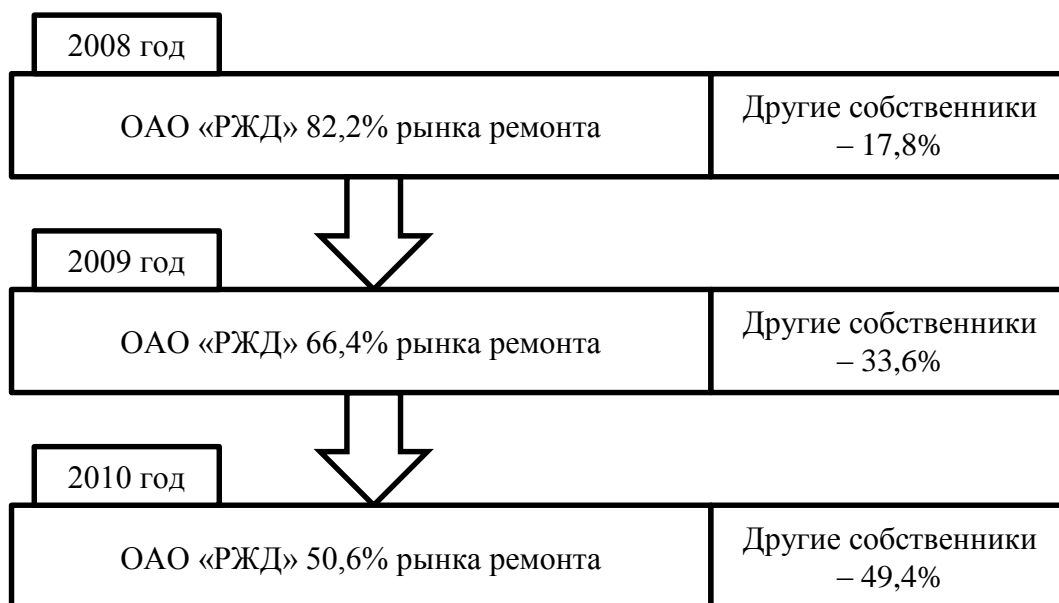 2008 год
ОАО «РЖД» 82,2% рынка ремонта
Другие собственники
– 17,8%
2009 год
ОАО «РЖД» 66,4% рынка ремонта
Другие собственники
– 33,6%
2010 год
ОАО «РЖД» 50,6% рынка ремонта
Другие собственники
– 49,4%